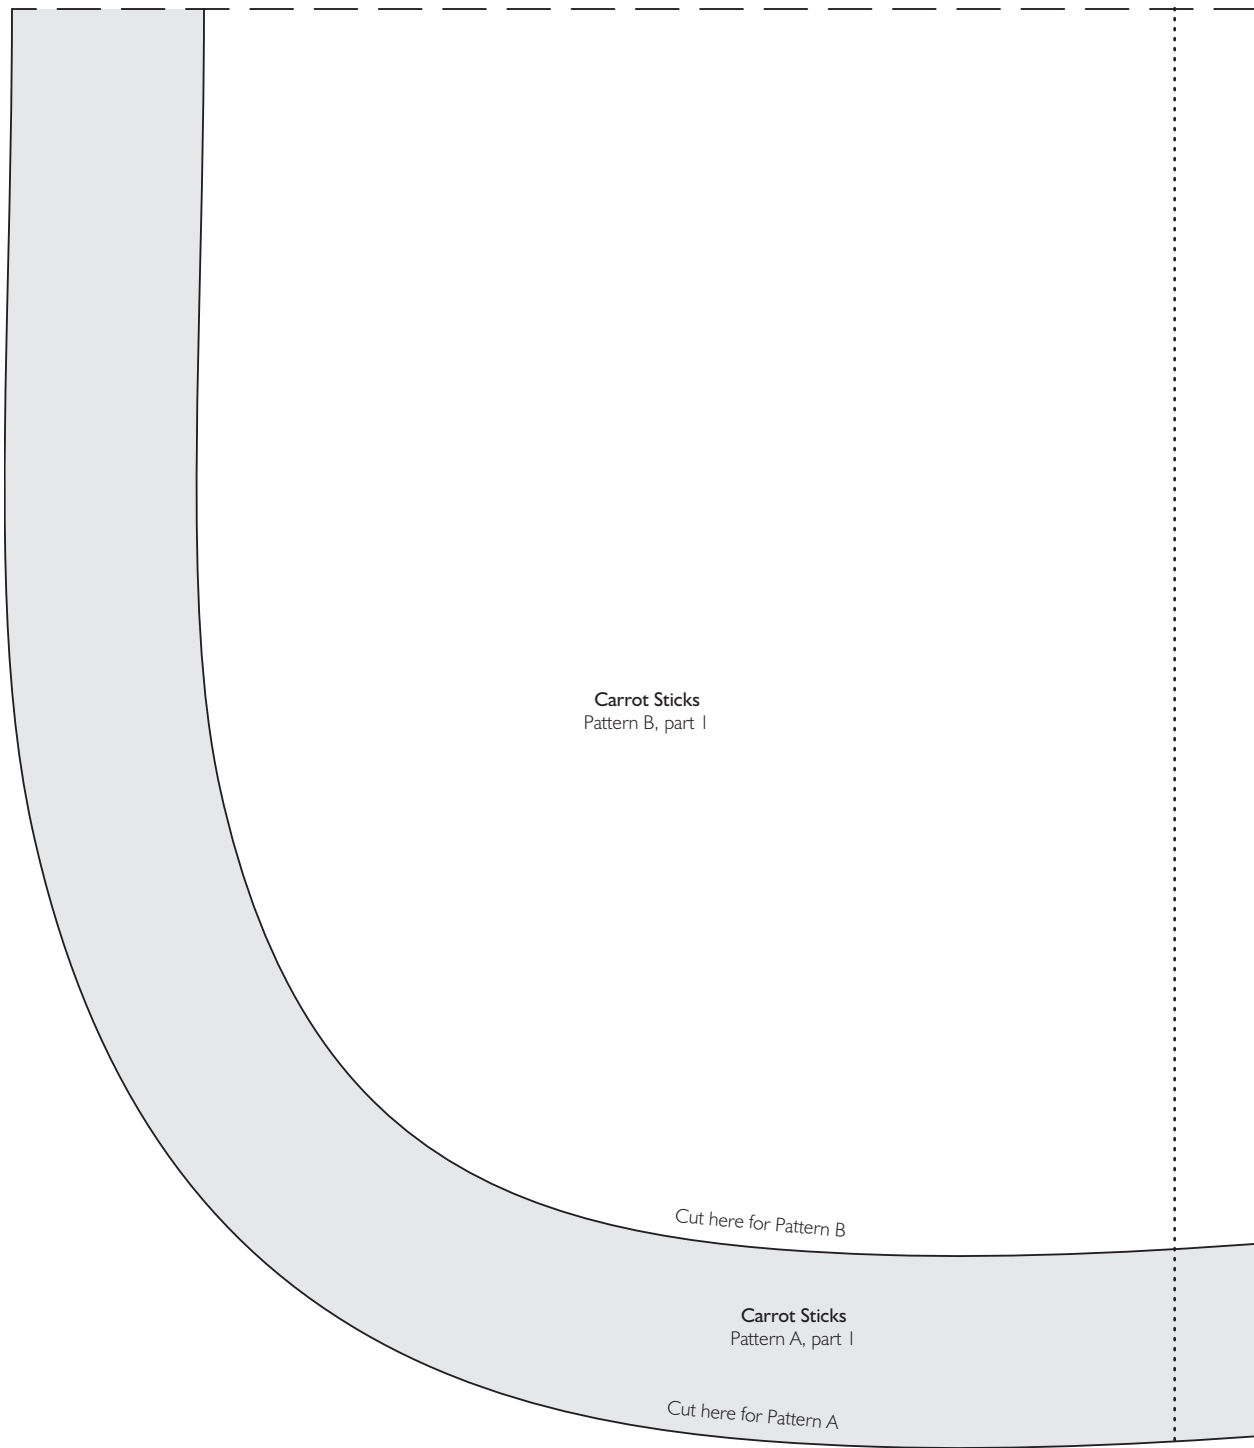 Carrot Sticks
Pattern B, part 1
Cut here for Pattern B
Carrot Sticks
Pattern A, part 1
Cut here for Pattern A